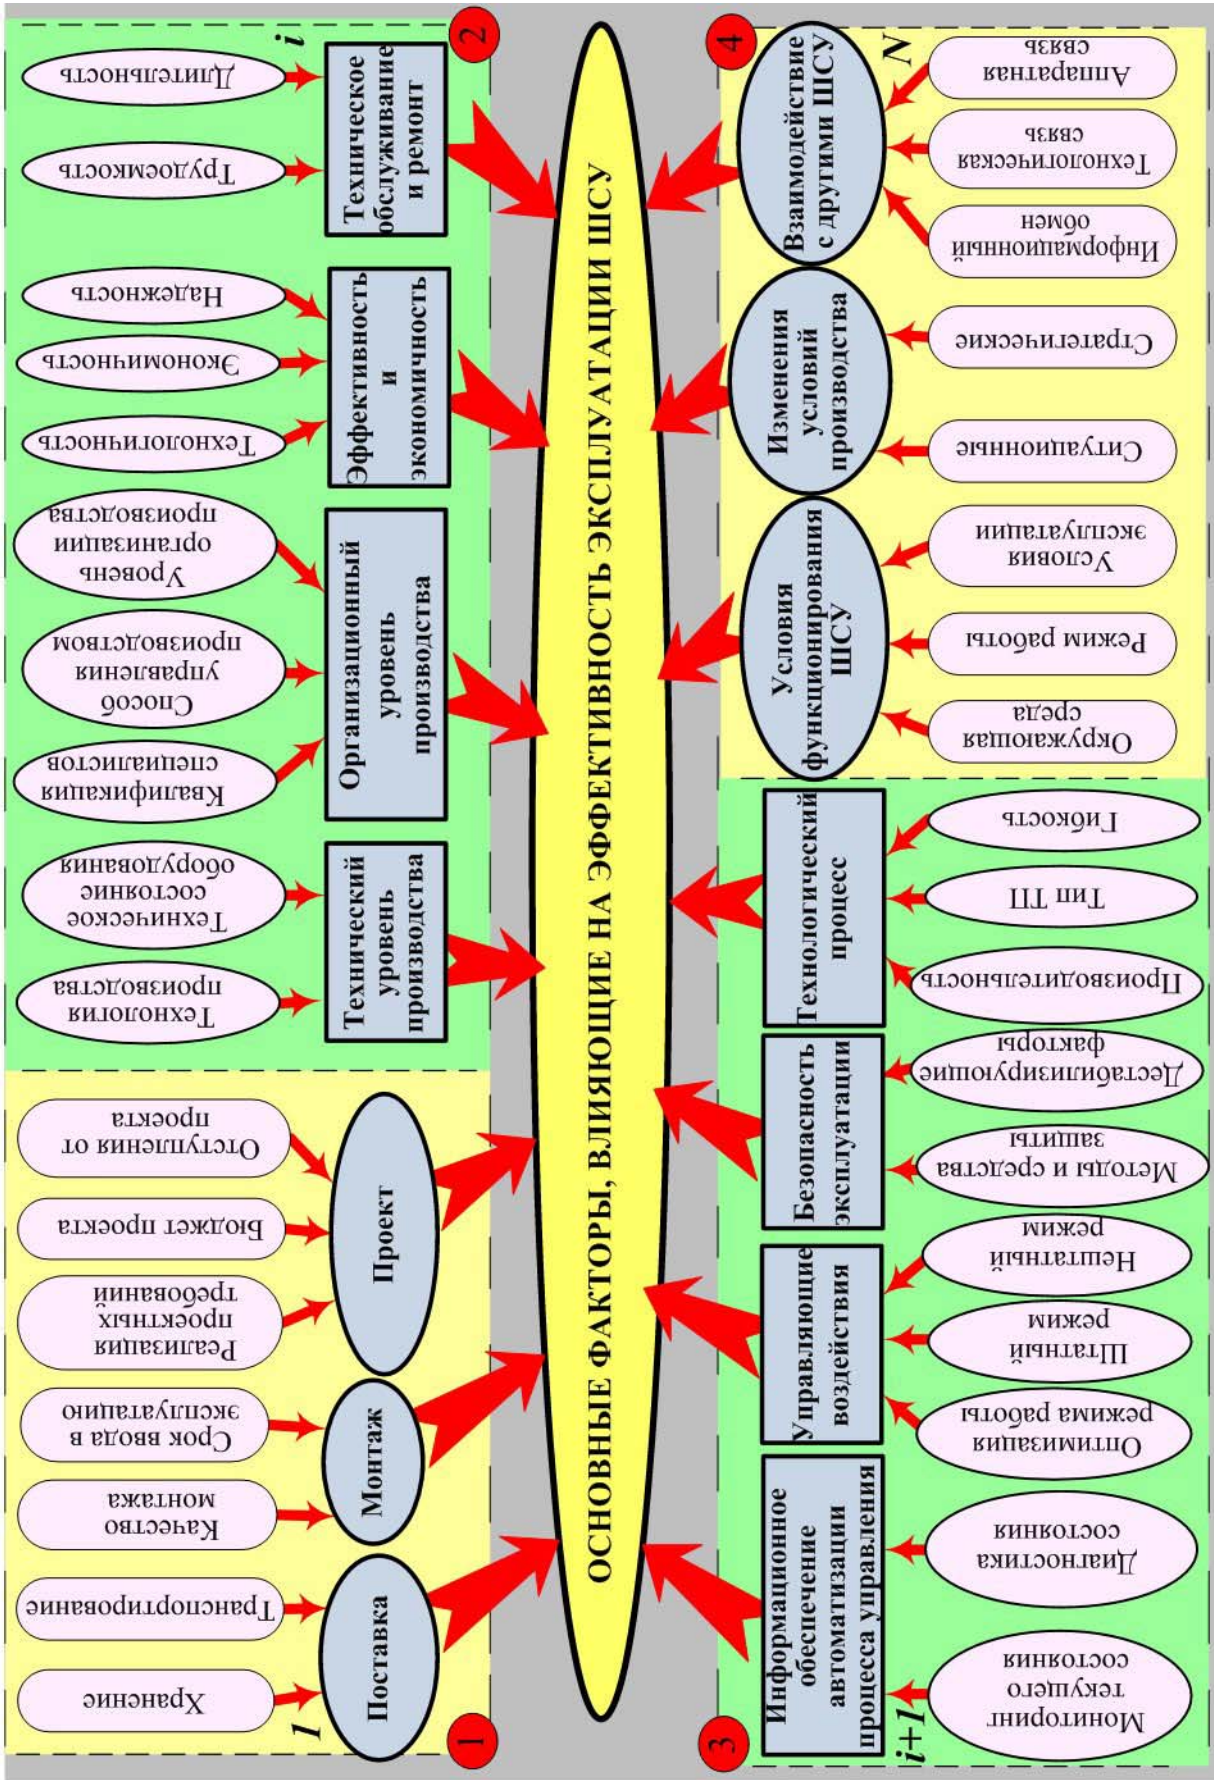 1
Хранение
Транспортирование
Поставка
Качество
монтажа
Срок ввода в
эксплуатацию
Монтаж
Реализация
проектных
требований
Бюджет проекта
Отступления от
проекта
Проект
1
Технология
производства
Техническое
состояние
оборудования
Технический
уровень
производства
Квалификация
специалистов
Способ
управления
производством
Уровень
организации
производства
Организационный
уровень
производства
Технологичность
Экономичность
Надежность
Эффективность
и
экономичность
Трудоемкость
Длительность
Техническое
обслуживание
и ремонт
i
2
ОСНОВНЫЕ ФАКТОРЫ, ВЛИЯЮЩИЕ НА ЭФФЕКТИВНОСТЬ ЭКСПЛУАТАЦИИ ШСУ
3
Информационное
обеспечение
автоматизации
процесса управления
i+1
Мониторинг
текущего
состояния
Диагностика
состояния
Управляющие
воздействия
Оптимизация
режима работы
Штатный
режим
Нештатный
режим
Безопасность
эксплуатации
Методы и средства
защиты
Дестабилизирующие
факторы
Технологический
процесс
Производительность
Тип ТП
Гибкость
Условия
функционирования
ШСУ
Окружающая
среда
Режим работы
Условия
эксплуатации
Изменения
условий
производства
Ситуационные
Стратегические
4
Взаимодействие
с другими ШСУ
N
Информационный
обмен
Технологическая
связь
Аппаратная
связь